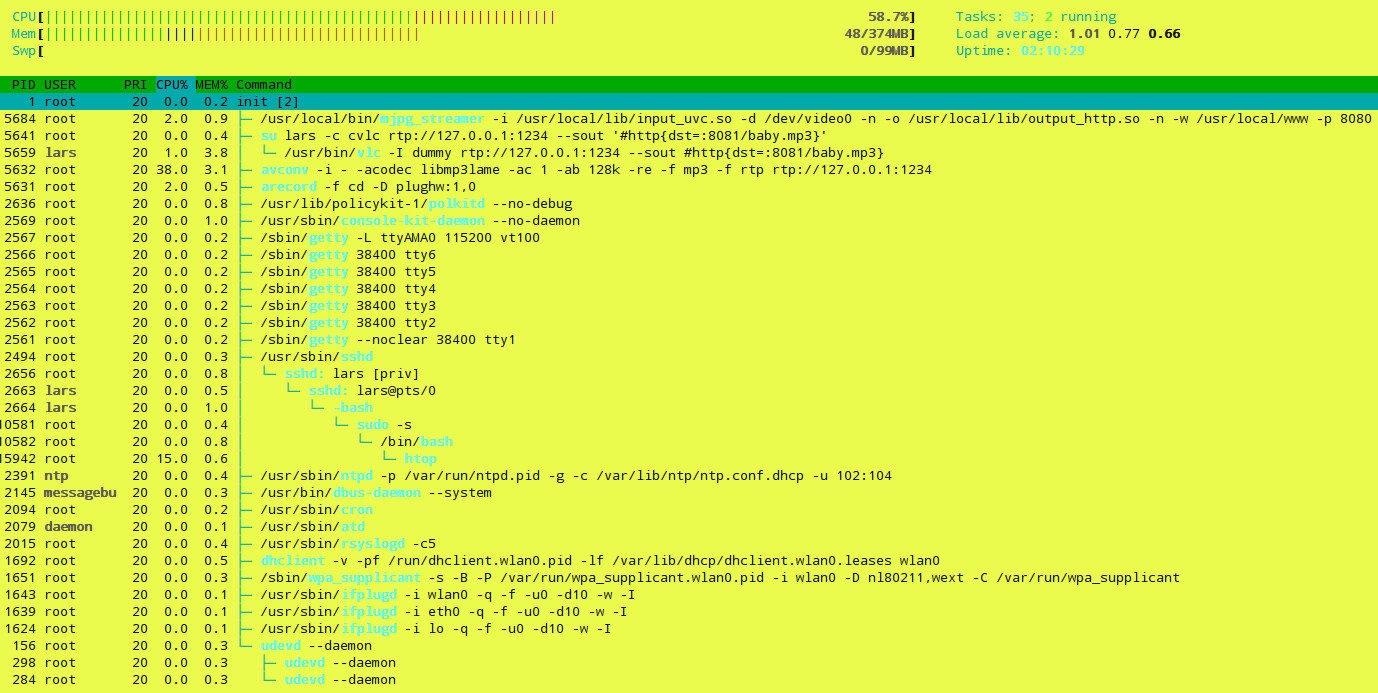 CPU[||||||||||||||||||||||||||||||||||||||||||||||||||||||||||||||||58.7%] Tasks: 35; 2 running
Mem[|||||||||||||||||||||||||||||||||||||||||||||||48/374MB] Load average: 1.01 0.77 0.66
Swp[ 0/99MB] Uptime: 02:10:29
PID USER PRI CPU% MEM% Command
1 root 20 0.0 0.2 init [2]
5684 root 20 2.0 0.9 ├─ /usr/local/bin/mjpg_streamer -i /usr/local/lib/input_uvc.so -d /dev/video0 -n -o /usr/local/lib/output_http.so -n -w /usr/local/www -p 8080
5641 root 20 0.0 0.4 ├─ su lars -c cvlc rtp://127.0.0.1:1234 --sout '#http{dst=:8081/baby.mp3}'
5659 lars 20 1.0 3.8 │ └─ /usr/bin/vlc -I dummy rtp://127.0.0.1:1234 --sout #http{dst=:8081/baby.mp3}
5632 root 20 38.0 3.1 ├─ avconv -i - -acodec libmp3lame -ac 1 -ab 128k -re -f mp3 -f rtp rtp://127.0.0.1:1234
5631 root 20 2.0 0.5 ├─ arecord -f cd -D plughw:1,0
2636 root 20 0.0 0.8 ├─ /usr/lib/policykit-1/polkitd --no-debug
2569 root 20 0.0 1.0 ├─ /usr/sbin/console-kit-daemon --no-daemon
2567 root 20 0.0 0.2 ├─ /sbin/getty -L ttyAMA0 115200 vt100
2566 root 20 0.0 0.2 ├─ /sbin/getty 38400 tty6
2565 root 20 0.0 0.2 ├─ /sbin/getty 38400 tty5
2564 root 20 0.0 0.2 ├─ /sbin/getty 38400 tty4
2563 root 20 0.0 0.2 ├─ /sbin/getty 38400 tty3
2562 root 20 0.0 0.2 ├─ /sbin/getty 38400 tty2
2561 root 20 0.0 0.2 ├─ /sbin/getty --noclear 38400 tty1
2494 root 20 0.0 0.3 ├─ /usr/sbin/sshd
2656 root 20 0.0 0.8 │ └─ sshd: lars [priv]
2663 lars 20 0.0 0.5 │ └─ sshd: lars@pts/0
2664 lars 20 0.0 1.0 │ └─ -bash
10581 root 20 0.0 0.4 │ └─ sudo -s
10582 root 20 0.0 0.8 │ └─ /bin/bash
15942 root 20 15.0 0.6 │ └─ htop
2391 ntp 20 0.0 0.4 ├─ /usr/sbin/ntpd -p /var/run/ntpd.pid -g -c /var/lib/ntp/ntp.conf.dhcp -u 102:104
2145 messagebu 20 0.0 0.3 ├─ /usr/bin/dbus-daemon --system
2094 root 20 0.0 0.2 ├─ /usr/sbin/cron
2079 daemon 20 0.0 0.1 ├─ /usr/sbin/atd
2015 root 20 0.0 0.4 ├─ /usr/sbin/rsyslogd -c5
1692 root 20 0.0 0.5 ├─ dhclient -v -pf /run/dhclient.wlan0.pid -lf /var/lib/dhcp/dhclient.wlan0.leases wlan0
1651 root 20 0.0 0.3 ├─ /sbin/wpa_supplicant -s -B -P /var/run/wpa_supplicant.wlan0.pid -i wlan0 -D nl80211,wext -C /var/run/wpa_supplicant
1643 root 20 0.0 0.1 ├─ /usr/sbin/ifplugd -i wlan0 -q -f -u0 -d10 -w -I
1639 root 20 0.0 0.1 ├─ /usr/sbin/ifplugd -i eth0 -q -f -u0 -d10 -w -I
1624 root 20 0.0 0.1 ├─ /usr/sbin/ifplugd -i lo -q -f -u0 -d10 -w -I
156 root 20 0.0 0.3 └─ udevd --daemon
298 root 20 0.0 0.3 ├─ udevd --daemon
284 root 20 0.0 0.3 └─ udevd --daemon